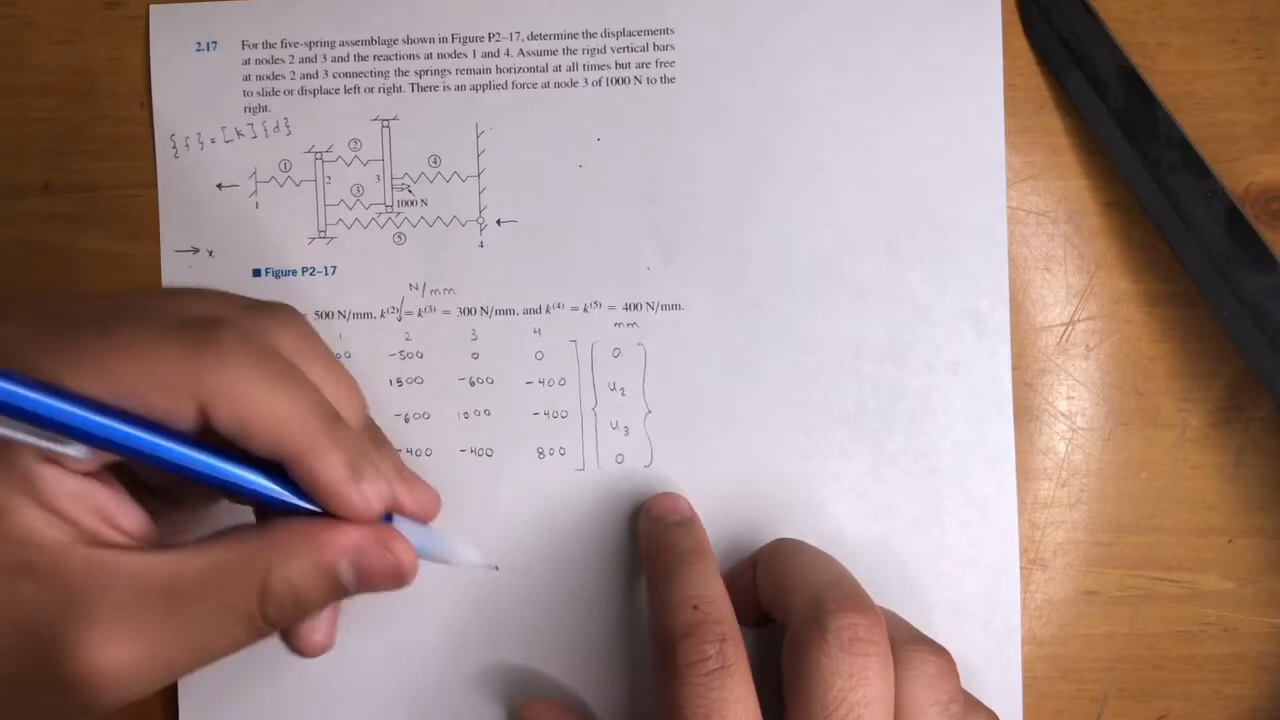 2.17 For the five-spring assemblage shown in Figure P2–17, determine the displacements
at nodes 2 and 3 and the reactions at nodes 1 and 4. Assume the rigid vertical bars
at nodes 2 and 3 connecting the springs remain horizontal at all times but are free
to slide or displace left or right. There is an applied force at node 3 of 1000 N to the
right.
{f} = [k]{d}
① ② ③ ④ ⑤
1 2 3 4
1000 N
→ x
■ Figure P2–17
N/mm
= 500 N/mm, k(2) = k(3) = 300 N/mm, and k(4) = k(5) = 400 N/mm.
1 2 3 4 mm
00 -500 0 0 0
1500 -600 -400 u2
-600 1000 -400 u3
-400 -400 800 0